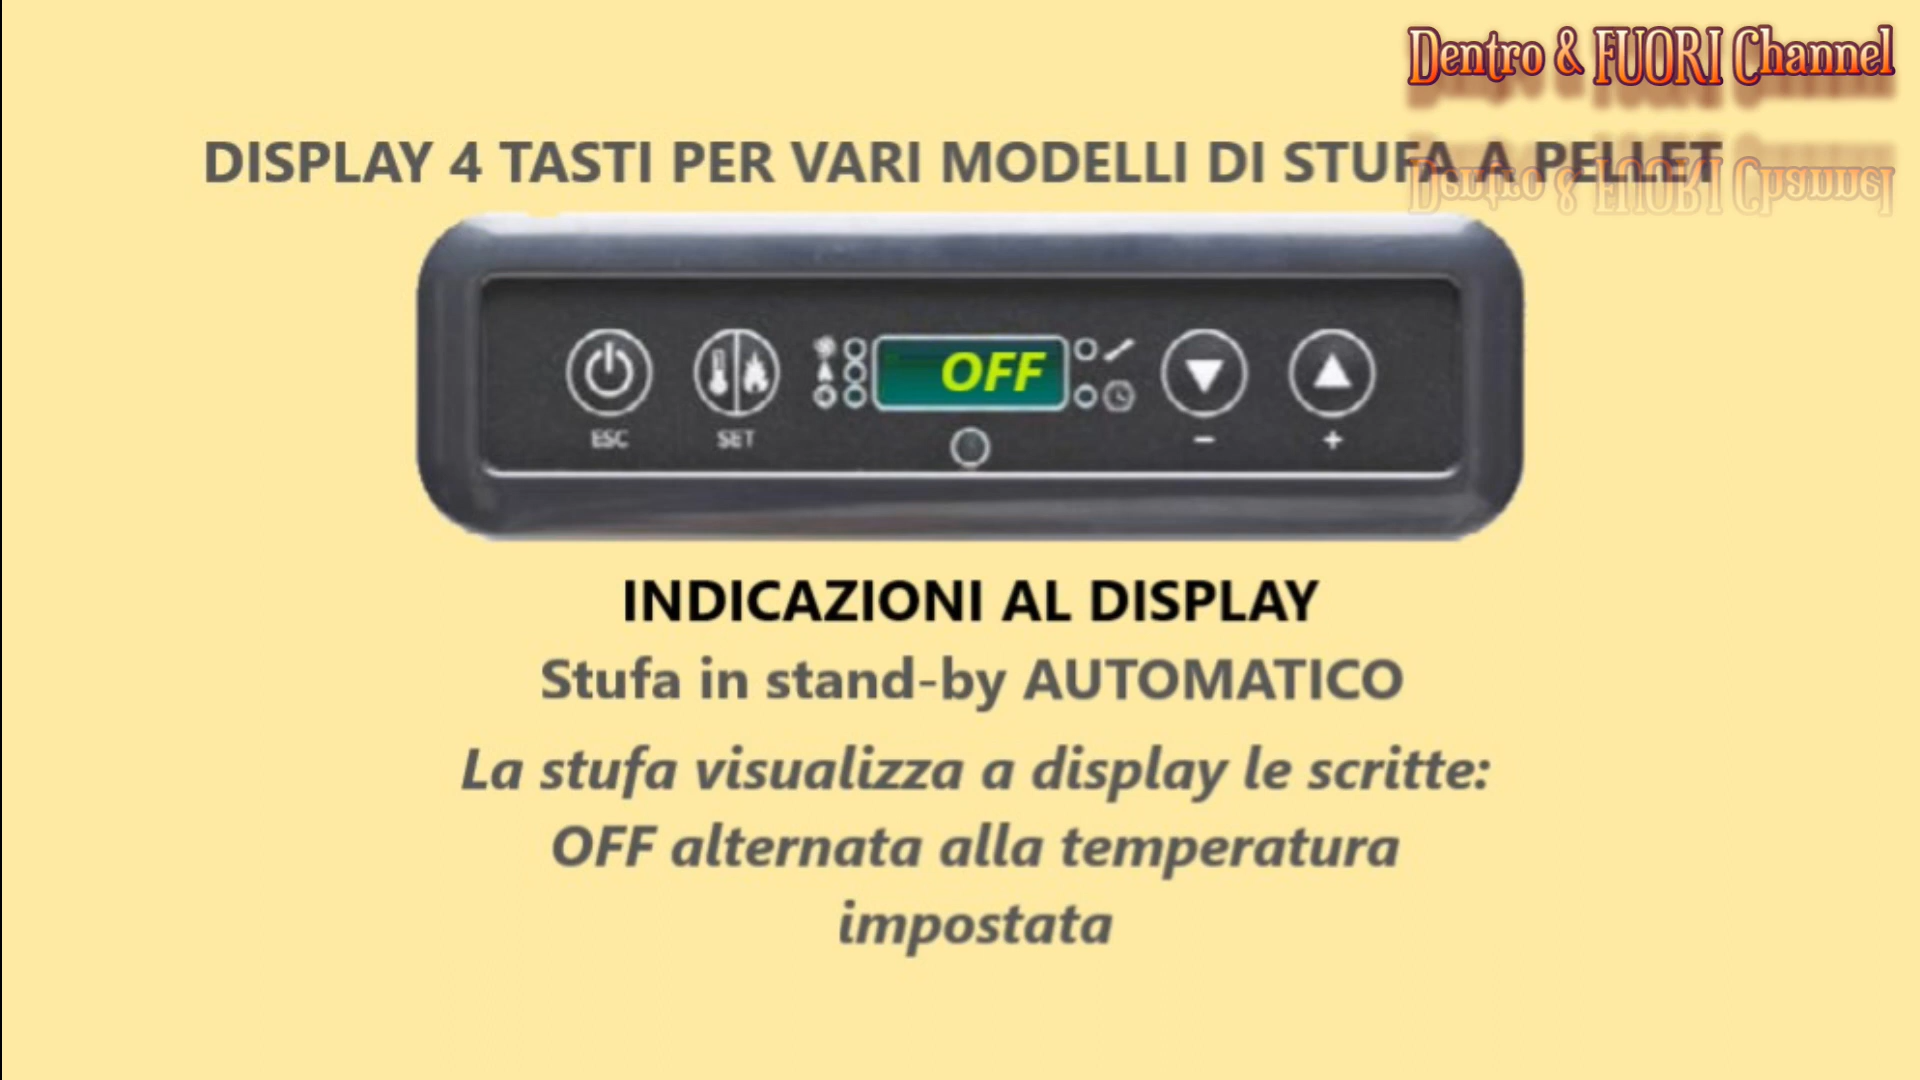 Dentro & FUORI Channel
DISPLAY 4 TASTI PER VARI MODELLI DI STUFA A PELLET
OFF
ESC
SET
−
+
INDICAZIONI AL DISPLAY
Stufa in stand-by AUTOMATICO
La stufa visualizza a display le scritte:
OFF alternata alla temperatura
impostata